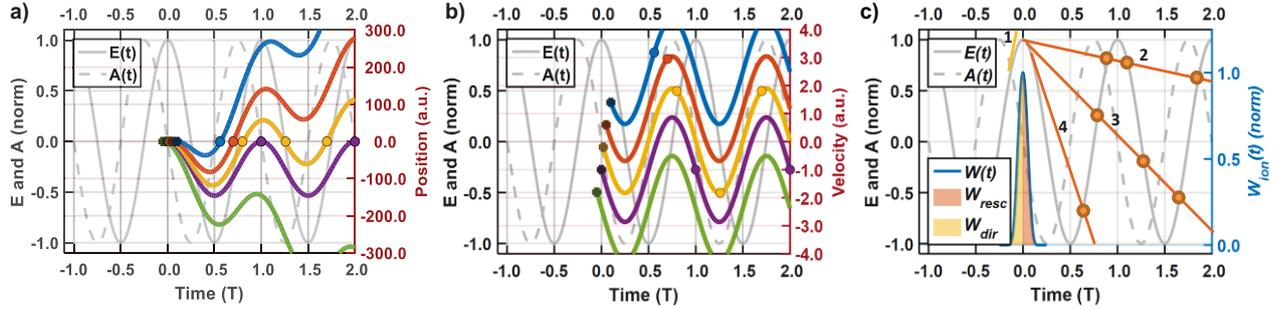 a)
-1.0 -0.5 0.0 0.5 1.0 1.5 2.0
E(t)
A(t)
E and A (norm)
1.0
0.5
0.0
-0.5
-1.0
300.0
200.0
100.0
0.0
-100.0
-200.0
-300.0
Position (a.u.)
-1.0 -0.5 0.0 0.5 1.0 1.5 2.0
Time (T)
b)
-1.0 -0.5 0.0 0.5 1.0 1.5 2.0
E(t)
A(t)
E and A (norm)
1.0
0.5
0.0
-0.5
-1.0
4.0
3.0
2.0
1.0
0.0
-1.0
-2.0
-3.0
-4.0
Velocity (a.u.)
-1.0 -0.5 0.0 0.5 1.0 1.5 2.0
Time (T)
c)
-1.0 -0.5 0.0 0.5 1.0 1.5 2.0
E(t)
A(t)
1
2
3
4
W(t)
W_resc
W_dir
E and A (norm)
1.0
0.5
0.0
-0.5
-1.0
1.0
0.5
0.0
W_ion(t) (norm)
-1.0 -0.5 0.0 0.5 1.0 1.5 2.0
Time (T)